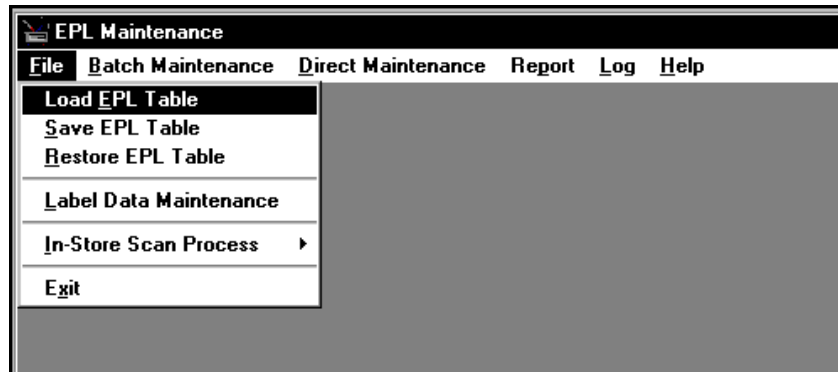 EPL Maintenance
File Batch Maintenance Direct Maintenance Report Log Help
Load EPL Table
Save EPL Table
Restore EPL Table
Label Data Maintenance
In-Store Scan Process
Exit